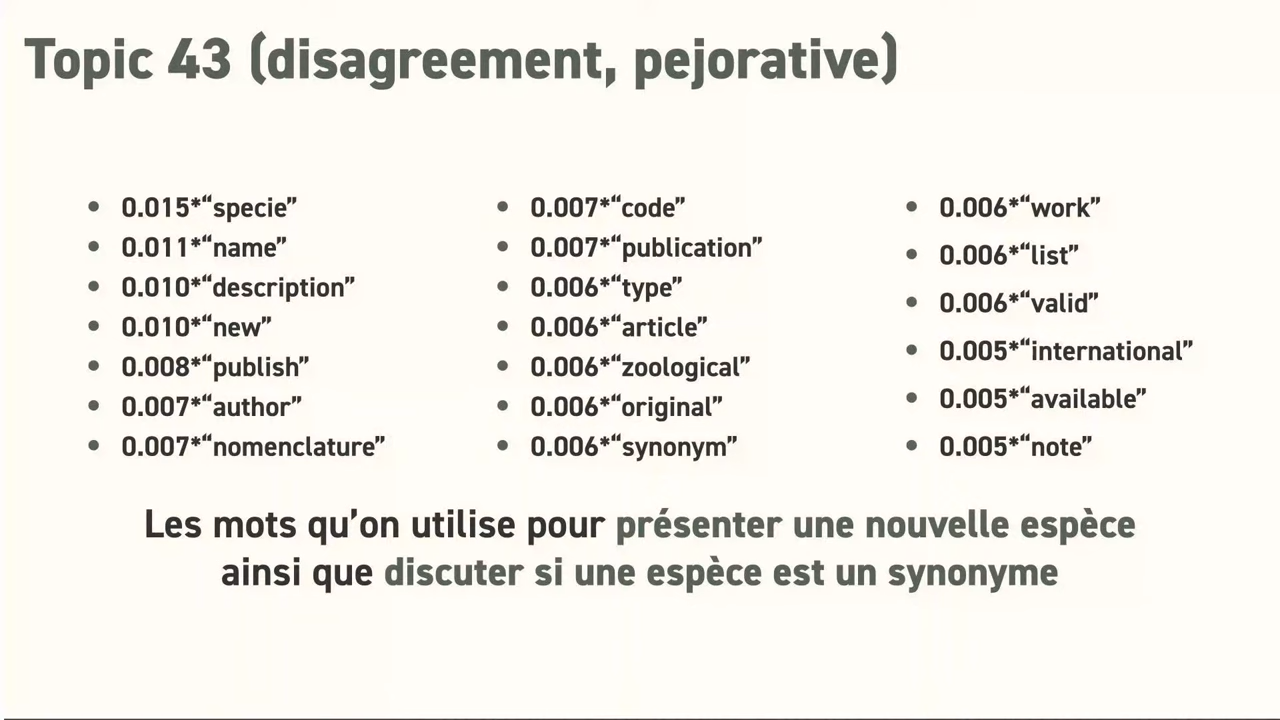 Topic 43 (disagreement, pejorative)
• 0.015*“specie”
• 0.011*“name”
• 0.010*“description”
• 0.010*“new”
• 0.008*“publish”
• 0.007*“author”
• 0.007*“nomenclature”
• 0.007*“code”
• 0.007*“publication”
• 0.006*“type”
• 0.006*“article”
• 0.006*“zoological”
• 0.006*“original”
• 0.006*“synonym”
• 0.006*“work”
• 0.006*“list”
• 0.006*“valid”
• 0.005*“international”
• 0.005*“available”
• 0.005*“note”
Les mots qu’on utilise pour présenter une nouvelle espèce
ainsi que discuter si une espèce est un synonyme